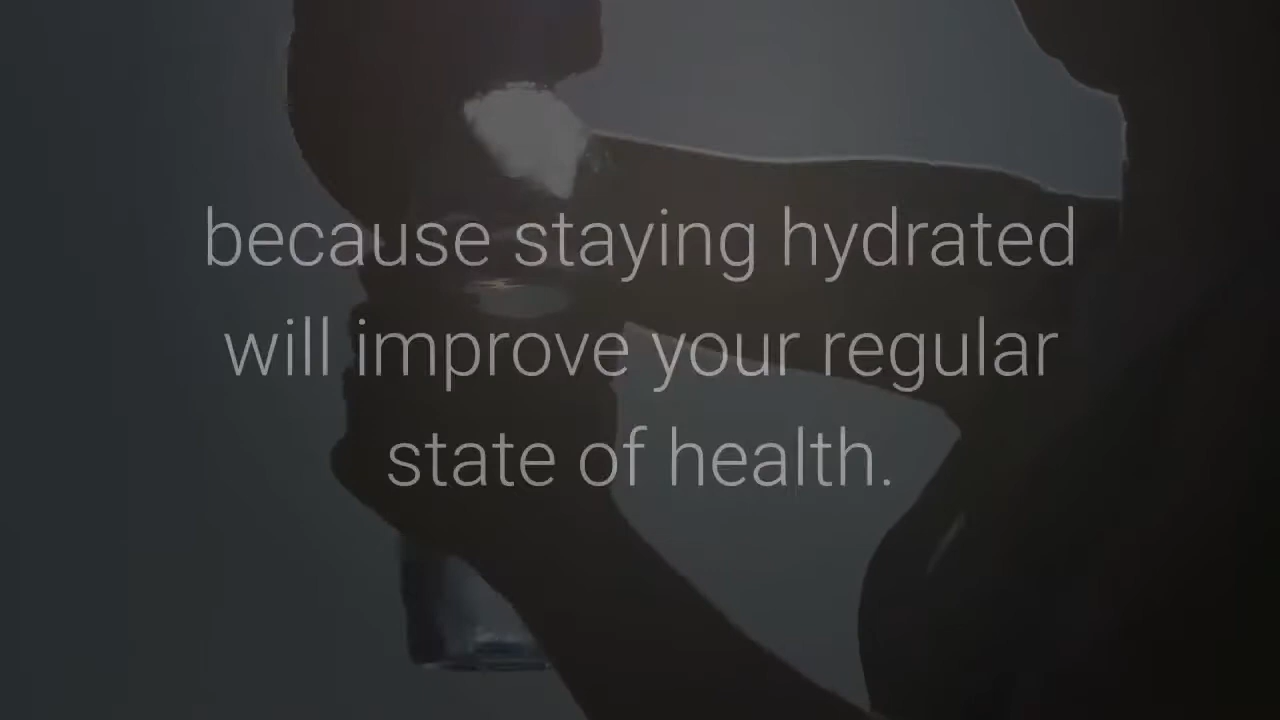 because staying hydrated
will improve your regular
state of health.